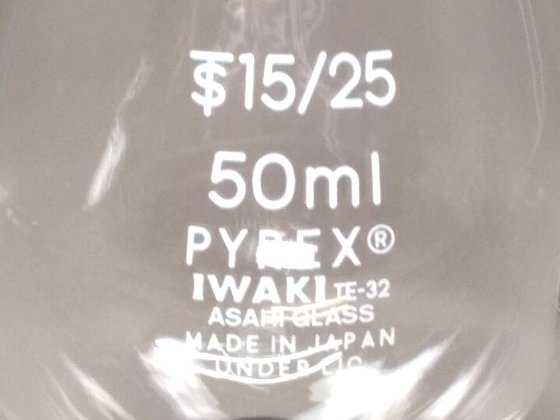 $15/25
50ml
PYREX®
IWAKI TE-32
ASAHI GLASS
MADE IN JAPAN
UNDER LIC